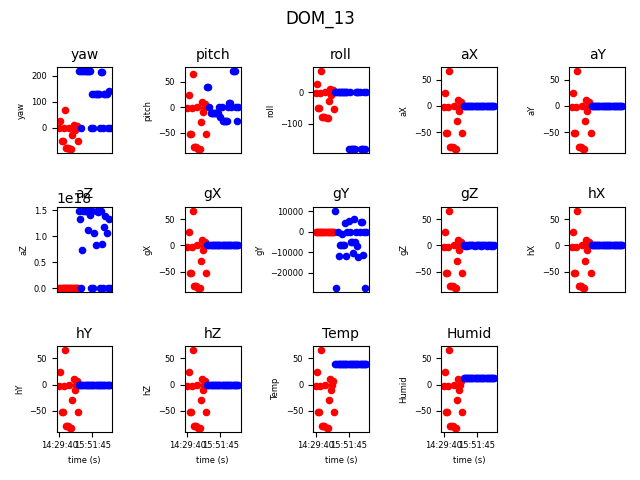 DOM_13
yaw pitch roll aX aY
yaw
200
100
0
pitch
50
0
−50
roll
0
−100
aX
50
0
−50
aY
50
0
−50
aZ gX gY gZ hX
1e18
aZ
1.5
1.0
0.5
0.0
gX
50
0
−50
gY
10000
0
−10000
−20000
gZ
50
0
−50
hX
50
0
−50
hY hZ Temp Humid
hY
50
0
−50
14:29:40 15:51:45
time (s)
hZ
50
0
−50
14:29:40 15:51:45
time (s)
Temp
50
0
−50
14:29:40 15:51:45
time (s)
Humid
50
0
−50
14:29:40 15:51:45
time (s)